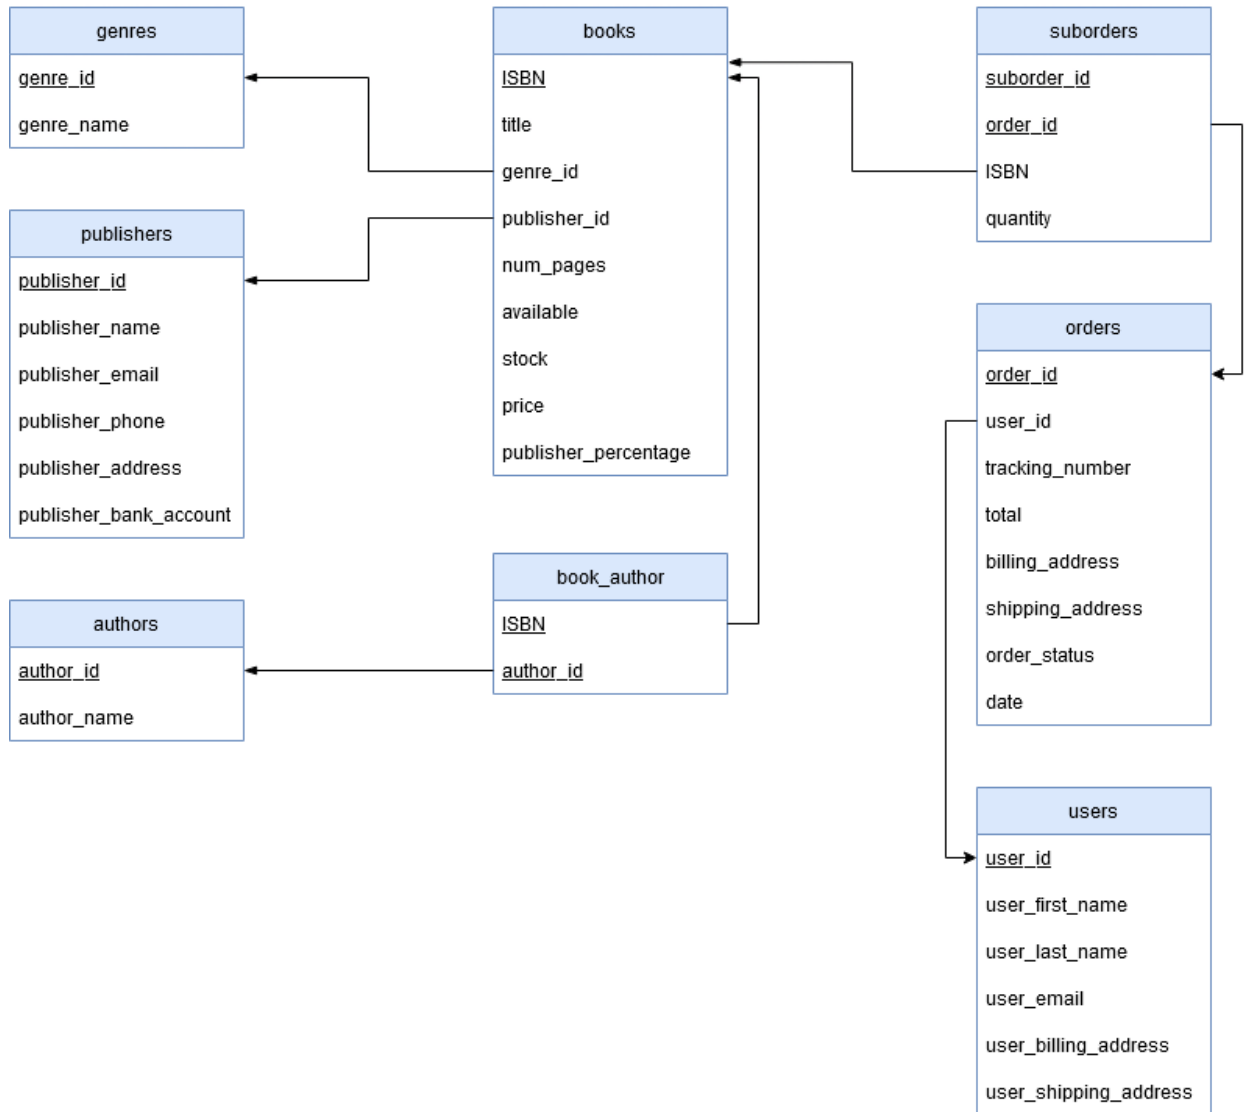 genres
genre_id
genre_name
publishers
publisher_id
publisher_name
publisher_email
publisher_phone
publisher_address
publisher_bank_account
authors
author_id
author_name
books
ISBN
title
genre_id
publisher_id
num_pages
available
stock
price
publisher_percentage
book_author
ISBN
author_id
suborders
suborder_id
order_id
ISBN
quantity
orders
order_id
user_id
tracking_number
total
billing_address
shipping_address
order_status
date
users
user_id
user_first_name
user_last_name
user_email
user_billing_address
user_shipping_address